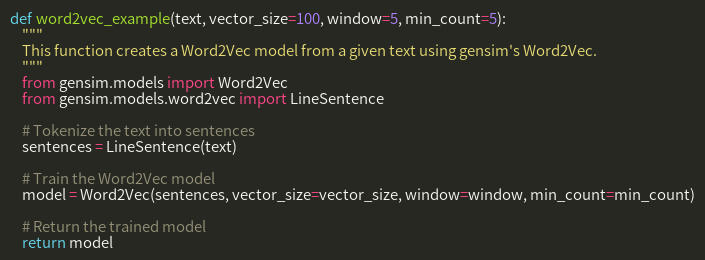 def word2vec_example(text, vector_size=100, window=5, min_count=5):
    """
    This function creates a Word2Vec model from a given text using gensim's Word2Vec.
    """
    from gensim.models import Word2Vec
    from gensim.models.word2vec import LineSentence

    # Tokenize the text into sentences
    sentences = LineSentence(text)

    # Train the Word2Vec model
    model = Word2Vec(sentences, vector_size=vector_size, window=window, min_count=min_count)

    # Return the trained model
    return model